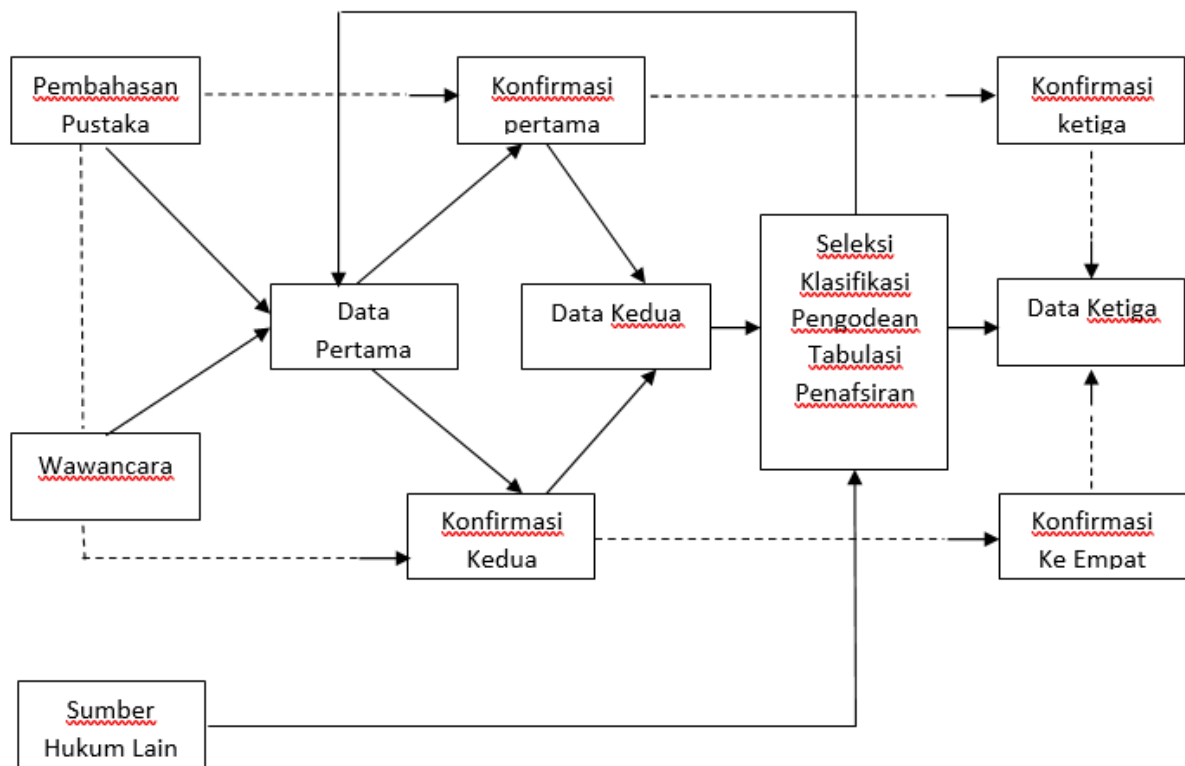 Pembahasan
Pustaka
Konfirmasi
pertama
Konfirmasi
ketiga
Data
Pertama
Data Kedua
Seleksi
Klasifikasi
Pengodean
Tabulasi
Penafsiran
Data Ketiga
Wawancara
Konfirmasi
Kedua
Konfirmasi
Ke Empat
Sumber
Hukum Lain